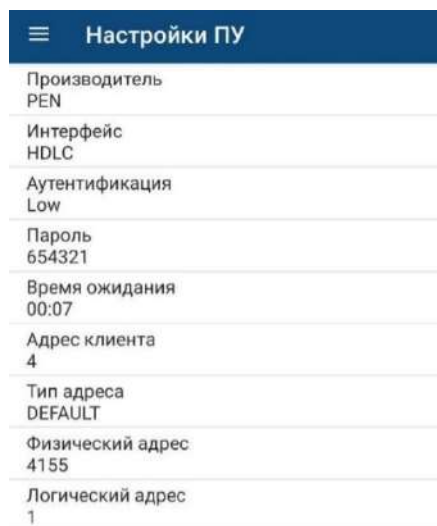 Настройки ПУ
Производитель
PEN
Интерфейс
HDLC
Аутентификация
Low
Пароль
654321
Время ожидания
00:07
Адрес клиента
4
Тип адреса
DEFAULT
Физический адрес
4155
Логический адрес
1